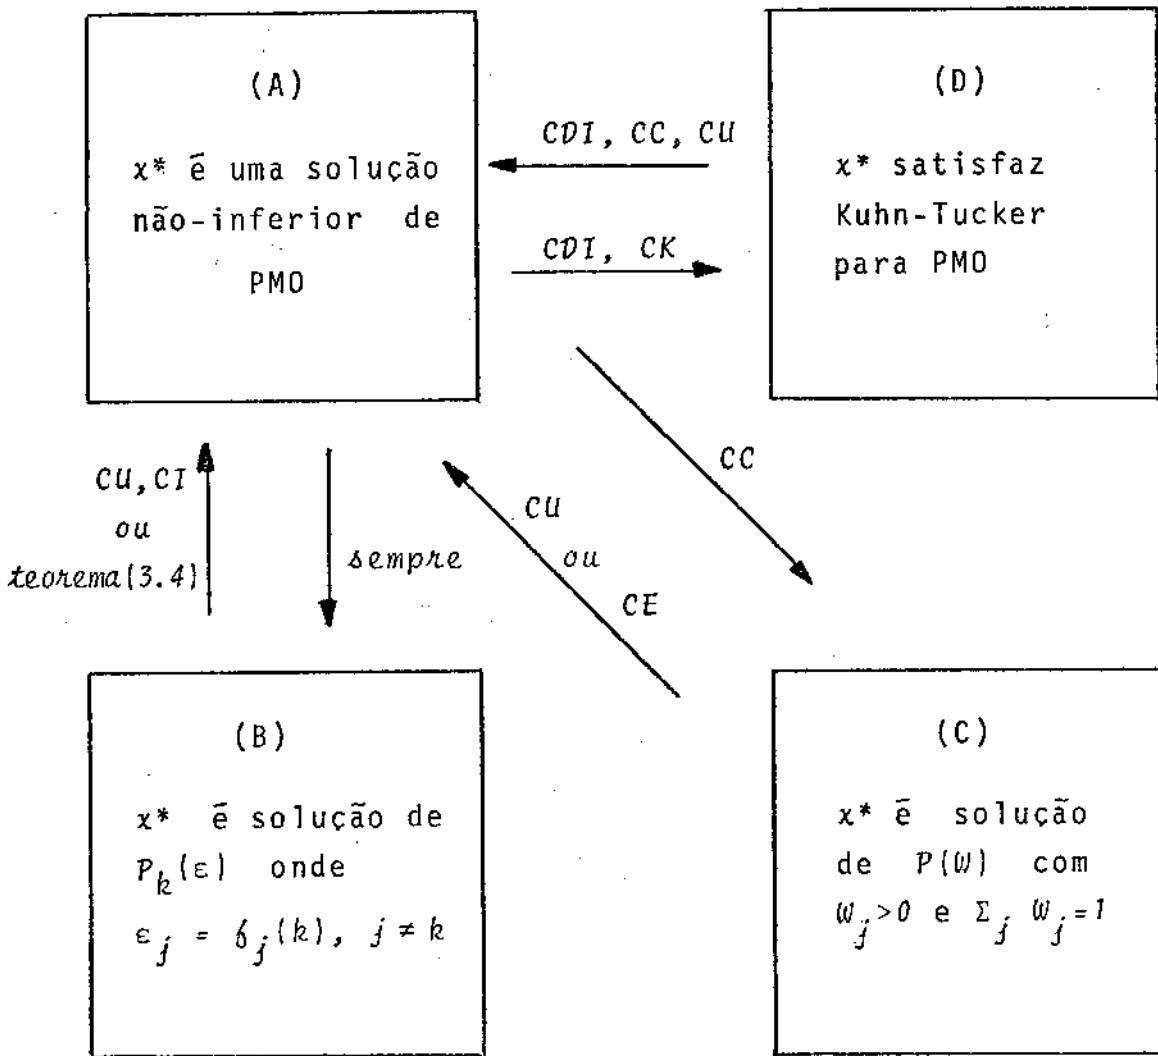 (A)
x* é uma solução
não-inferior de
PMO
CDI, CC, CU
CDI, CK
(D)
x* satisfaz
Kuhn-Tucker
para PMO
CU, CI
ou
teorema(3.4)
sempre
CU
ou
CE
CC
(B)
x* é solução de
P_k(ε) onde
ε_j = f_j(k), j ≠ k
(C)
x* é solução
de P(W) com
W_j>0 e Σ_j W_j=1